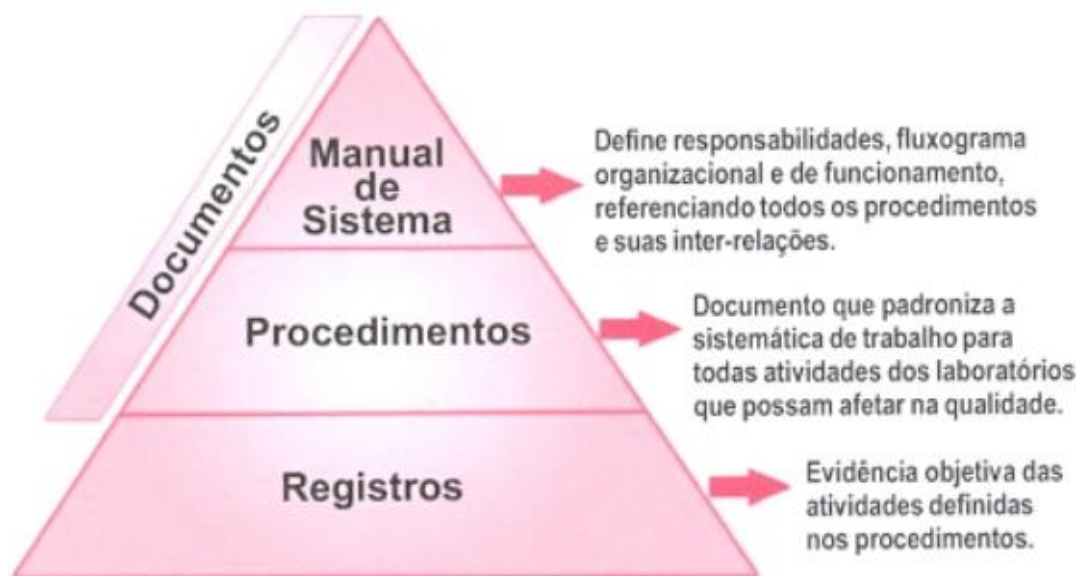 Documentos
Manual
de
Sistema
Define responsabilidades, fluxograma
organizacional e de funcionamento,
referenciando todos os procedimentos
e suas inter-relações.
Procedimentos
Documento que padroniza a
sistemática de trabalho para
todas atividades dos laboratórios
que possam afetar na qualidade.
Registros
Evidência objetiva das
atividades definidas
nos procedimentos.